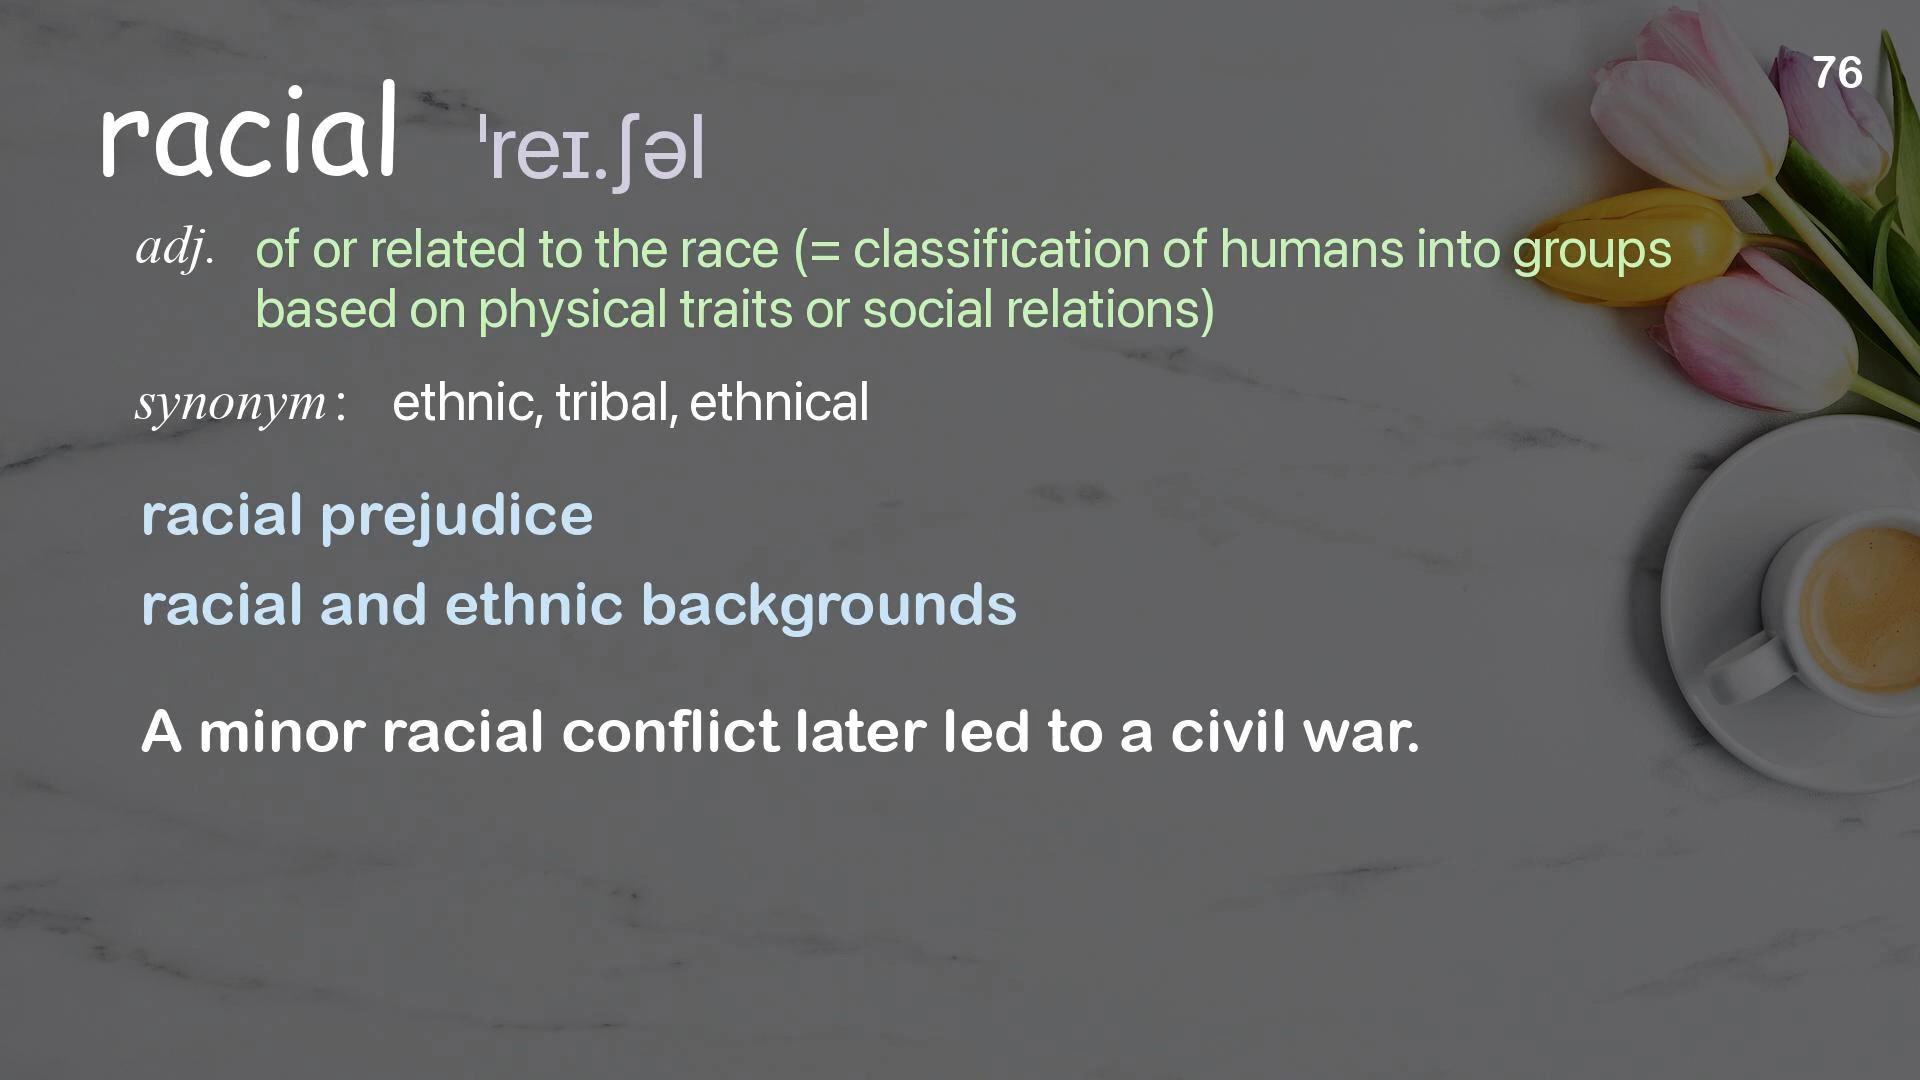 76
racial ˈreɪ.ʃəl
adj. of or related to the race (= classification of humans into groups
based on physical traits or social relations)
synonym: ethnic, tribal, ethnical
racial prejudice
racial and ethnic backgrounds
A minor racial conflict later led to a civil war.